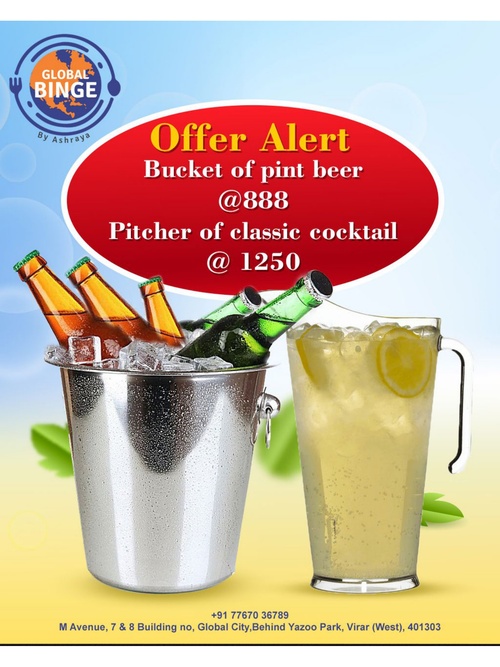 GLOBAL
BINGE
By Ashraya
Offer Alert
Bucket of pint beer
@888
Pitcher of classic cocktail
@ 1250
+91 77670 36789
M Avenue, 7 & 8 Building no, Global City,Behind Yazoo Park, Virar (West), 401303